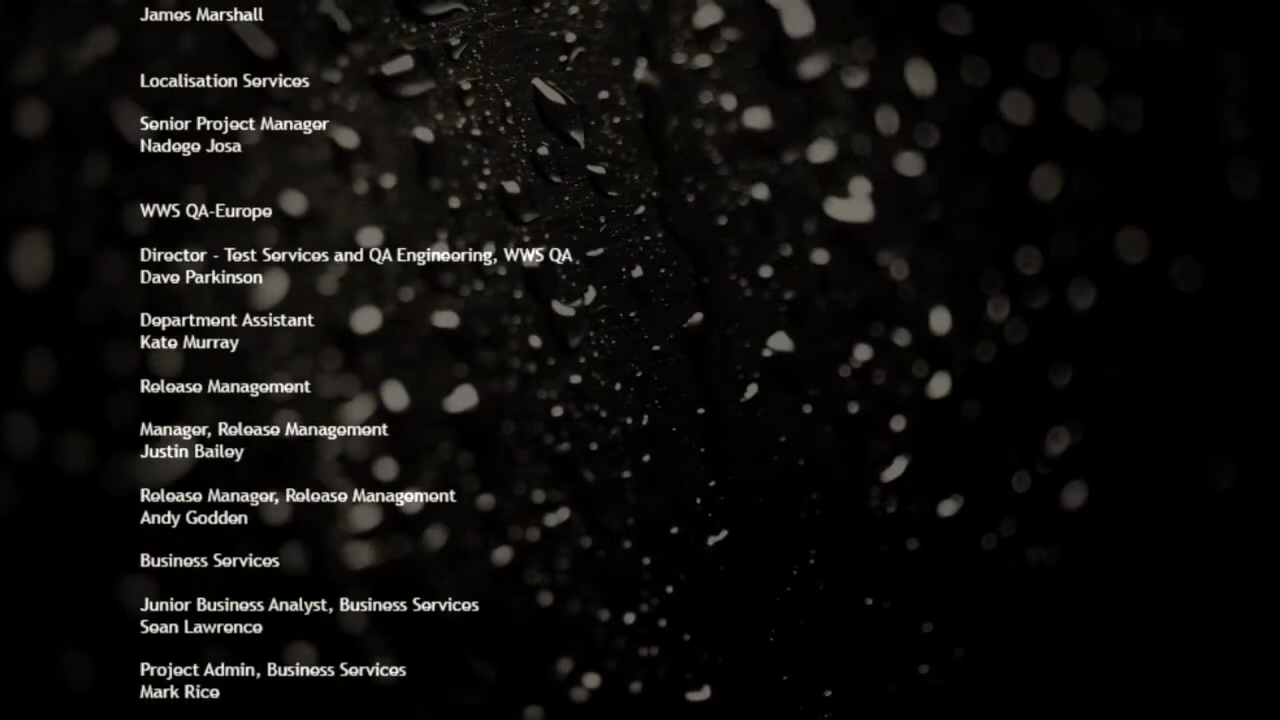 James Marshall
Localisation Services
Senior Project Manager
Nadege Josa
WWS QA-Europe
Director - Test Services and QA Engineering, WWS QA
Dave Parkinson
Department Assistant
Kate Murray
Release Management
Manager, Release Management
Justin Bailey
Release Manager, Release Management
Andy Godden
Business Services
Junior Business Analyst, Business Services
Sean Lawrence
Project Admin, Business Services
Mark Rice